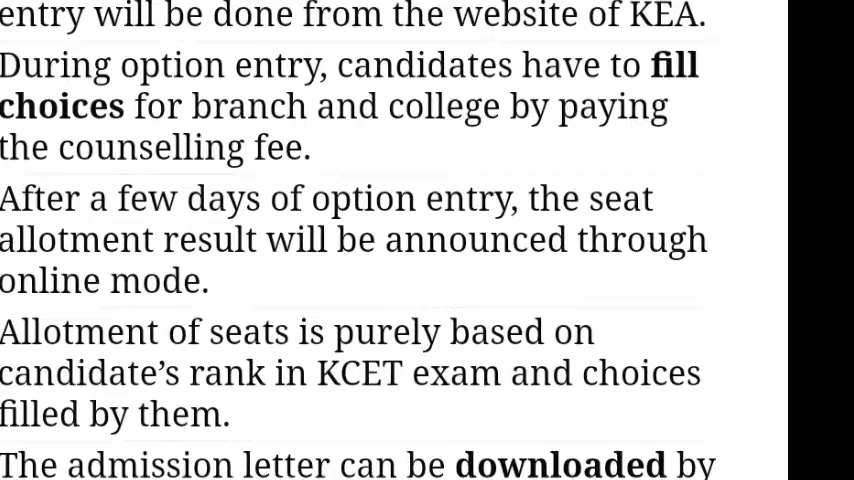 entry will be done from the website of KEA.
During option entry, candidates have to fill
choices for branch and college by paying
the counselling fee.
After a few days of option entry, the seat
allotment result will be announced through
online mode.
Allotment of seats is purely based on
candidate’s rank in KCET exam and choices
filled by them.
The admission letter can be downloaded by